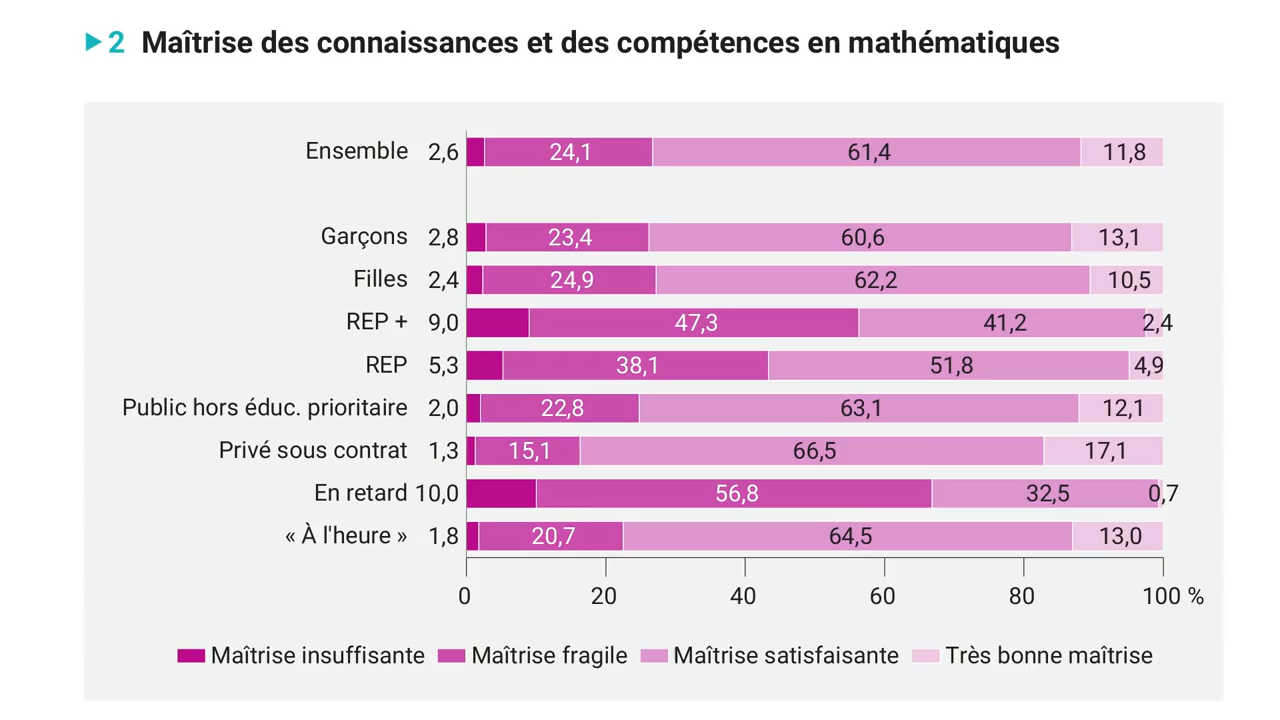 2 Maîtrise des connaissances et des compétences en mathématiques
Ensemble 2,6 24,1 61,4 11,8
Garçons 2,8 23,4 60,6 13,1
Filles 2,4 24,9 62,2 10,5
REP + 9,0 47,3 41,2 2,4
REP 5,3 38,1 51,8 4,9
Public hors éduc. prioritaire 2,0 22,8 63,1 12,1
Privé sous contrat 1,3 15,1 66,5 17,1
En retard 10,0 56,8 32,5 0,7
« À l'heure » 1,8 20,7 64,5 13,0
0 20 40 60 80 100 %
Maîtrise insuffisante Maîtrise fragile Maîtrise satisfaisante Très bonne maîtrise